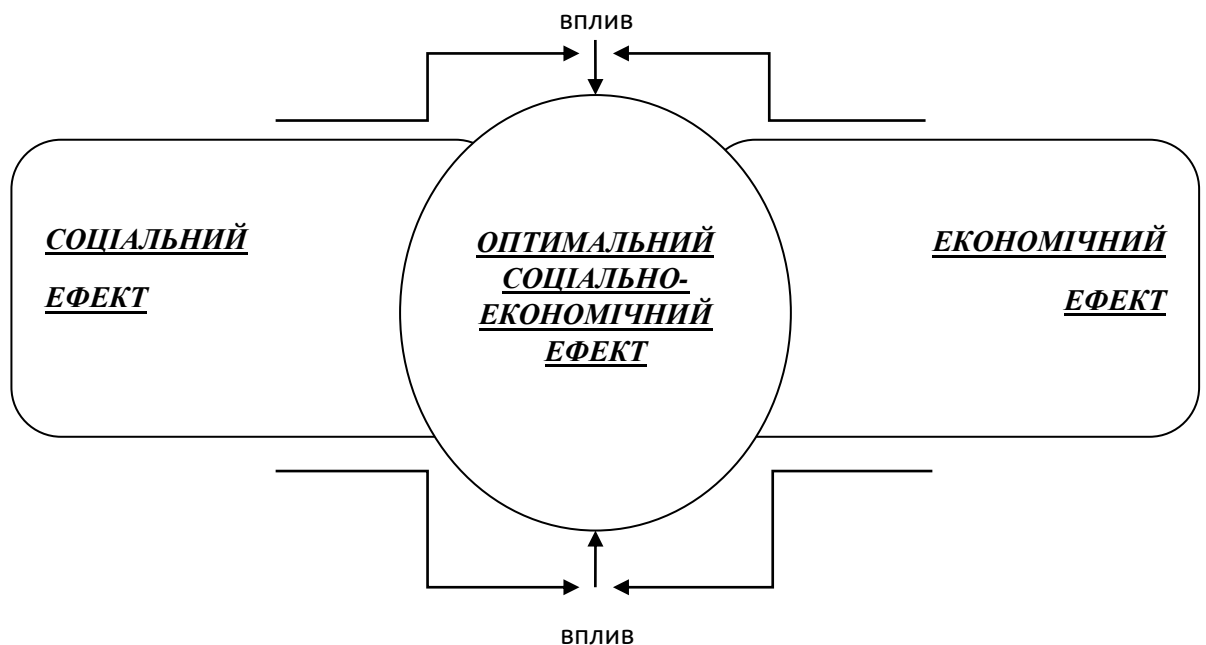 вплив
СОЦІАЛЬНИЙ
ЕФЕКТ
ОПТИМАЛЬНИЙ
СОЦІАЛЬНО-
ЕКОНОМІЧНИЙ
ЕФЕКТ
ЕКОНОМІЧНИЙ
ЕФЕКТ
вплив